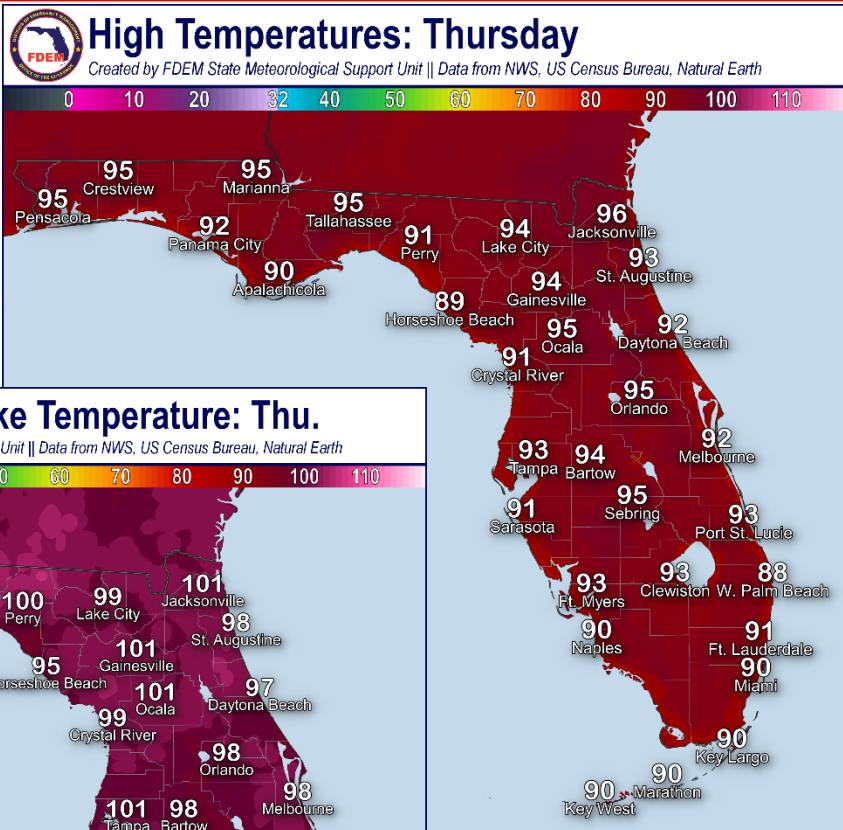 High Temperatures: Thursday
Created by FDEM State Meteorological Support Unit || Data from NWS, US Census Bureau, Natural Earth
FDEM
0 10 20 32 40 50 60 70 80 90 100 110
95
Crestview
95
Marianna
95
Pensacola
95
Tallahassee
92
Panama City
91
Perry
94
Lake City
96
Jacksonville
90
Apalachicola
93
St. Augustine
94
Gainesville
89
Horseshoe Beach
95
Ocala
92
Daytona Beach
91
Crystal River
95
Orlando
93
Tampa
94
Bartow
92
Melbourne
91
Sarasota
95
Sebring
93
Port St. Lucie
93
Ft. Myers
93
Clewiston
88
W. Palm Beach
90
Naples
91
Ft. Lauderdale
90
Miami
90
Key Largo
90
Marathon
90
Key West
ke Temperature: Thu.
Unit || Data from NWS, US Census Bureau, Natural Earth
0 60 70 80 90 100 110
100
Perry
99
Lake City
101
Jacksonville
98
St. Augustine
101
Gainesville
95
orseshoe Beach
101
Ocala
97
Daytona Beach
99
Crystal River
98
Orlando
98
Melbourne
101
Tampa
98
Bartow